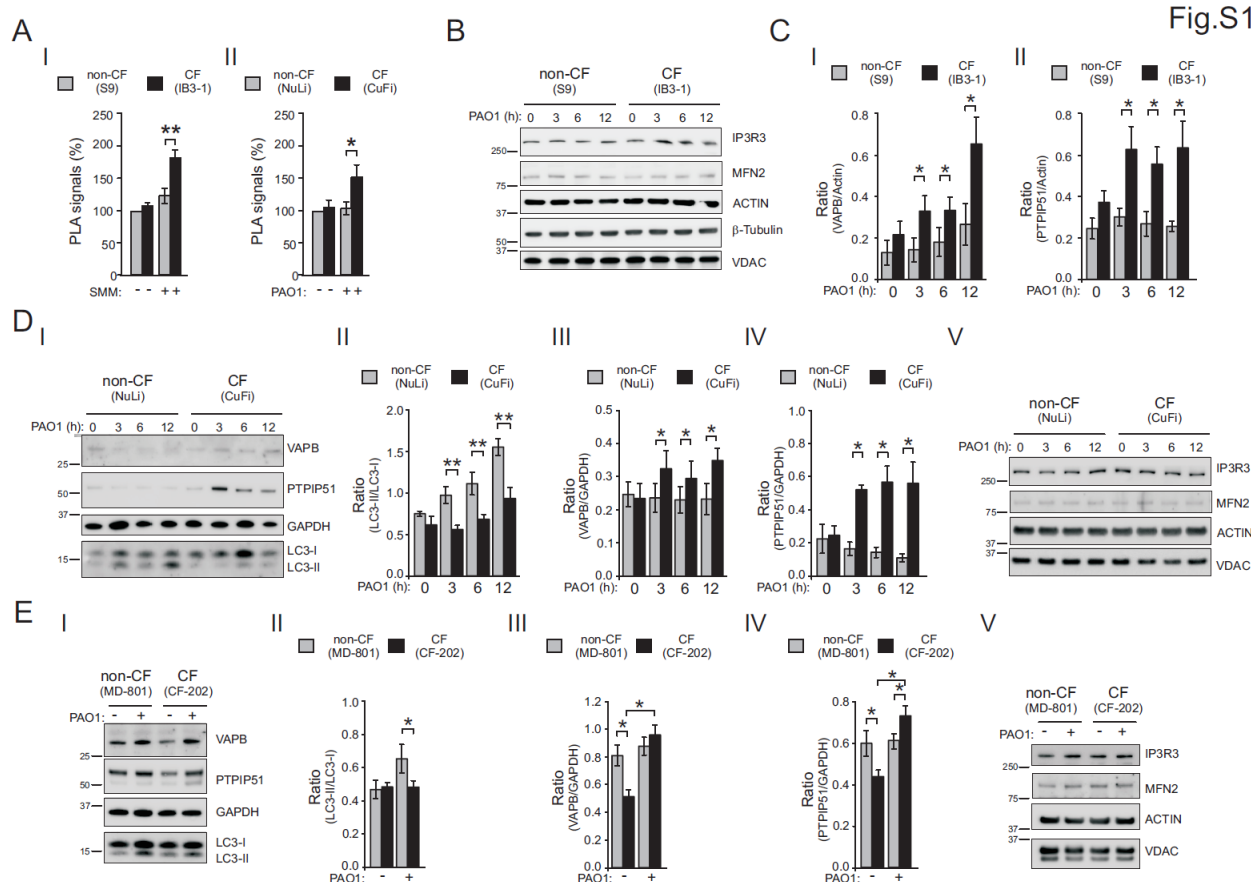 Fig.S1
A
I
non-CF
(S9)
CF
(IB3-1)
PLA signals (%)
250
200
150
100
50
0
**
SMM: - - + +
II
non-CF
(NuLi)
CF
(CuFi)
PLA signals (%)
250
200
150
100
50
0
*
PAO1: - - + +
B
non-CF
(S9)
CF
(IB3-1)
PAO1 (h): 0 3 6 12 0 3 6 12
250
IP3R3
75
MFN2
37
ACTIN
50
β-Tubulin
37
VDAC
C
I
non-CF
(S9)
CF
(IB3-1)
Ratio
(VAPB/Actin)
0.8
0.6
0.4
0.2
0.0
* * *
PAO1 (h): 0 3 6 12
II
non-CF
(S9)
CF
(IB3-1)
Ratio
(PTPIP51/Actin)
0.8
0.6
0.4
0.2
0.0
* * *
PAO1 (h): 0 3 6 12
D
I
non-CF
(NuLi)
CF
(CuFi)
PAO1 (h): 0 3 6 12 0 3 6 12
VAPB
25
PTPIP51
50
37
GAPDH
LC3-I
15
LC3-II
II
non-CF
(NuLi)
CF
(CuFi)
Ratio
(LC3-II/LC3-I)
2.0
1.5
1.0
0.5
0.0
** ** **
PAO1 (h): 0 3 6 12
III
non-CF
(NuLi)
CF
(CuFi)
Ratio
(VAPB/GAPDH)
0.5
0.4
0.3
0.2
0.1
0.0
* * *
PAO1 (h): 0 3 6 12
IV
non-CF
(NuLi)
CF
(CuFi)
Ratio
(PTPIP51/GAPDH)
0.8
0.6
0.4
0.2
0.0
* * *
PAO1 (h): 0 3 6 12
V
non-CF
(NuLi)
CF
(CuFi)
PAO1 (h): 0 3 6 12 0 3 6 12
IP3R3
250
MFN2
75
ACTIN
37
VDAC
E
I
non-CF
(MD-801)
CF
(CF-202)
PAO1: - + - +
VAPB
25
PTPIP51
50
37
GAPDH
LC3-I
15
LC3-II
II
non-CF
(MD-801)
CF
(CF-202)
Ratio
(LC3-II/LC3-I)
1.0
0.8
0.6
0.4
0.2
0.0
*
PAO1: - +
III
non-CF
(MD-801)
CF
(CF-202)
Ratio
(VAPB/GAPDH)
1.2
1.0
0.8
0.6
0.4
0.2
0.0
* *
PAO1: - +
IV
non-CF
(MD-801)
CF
(CF-202)
Ratio
(PTPIP51/GAPDH)
0.8
0.6
0.4
0.2
0.0
* * *
PAO1: - +
V
non-CF
(MD-801)
CF
(CF-202)
PAO1: - + - +
IP3R3
250
MFN2
75
ACTIN
37
37
VDAC